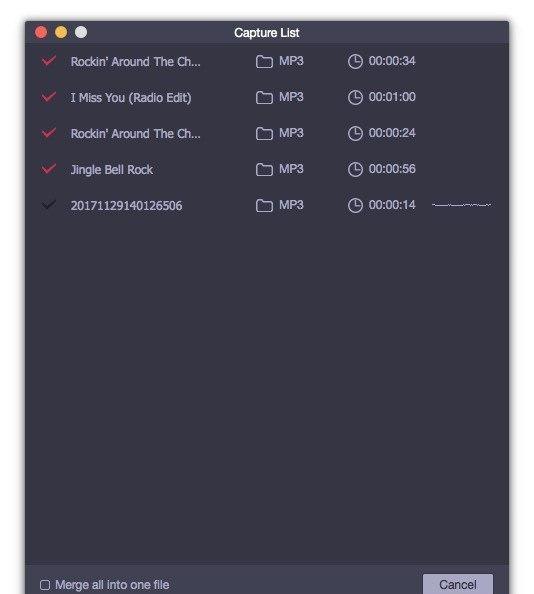 Capture List
Rockin' Around The Ch... MP3 00:00:34
I Miss You (Radio Edit) MP3 00:01:00
Rockin' Around The Ch... MP3 00:00:24
Jingle Bell Rock MP3 00:00:56
20171129140126506 MP3 00:00:14
Merge all into one file Cancel